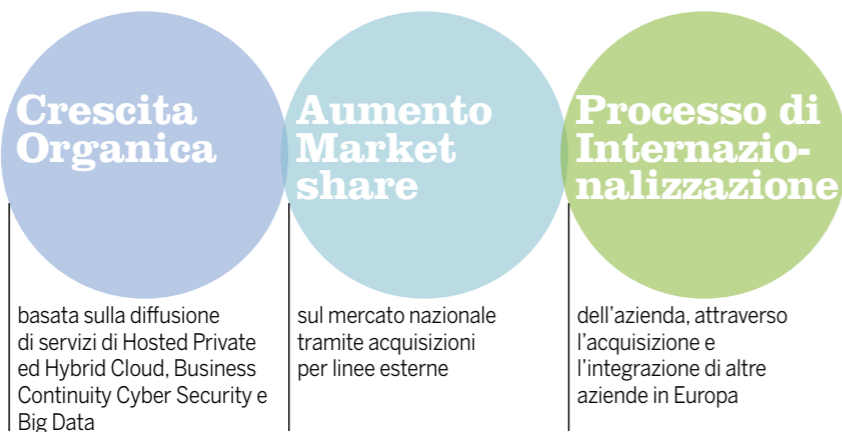 Crescita
Organica
basata sulla diffusione
di servizi di Hosted Private
ed Hybrid Cloud, Business
Continuity Cyber Security e
Big Data
Aumento
Market
share
sul mercato nazionale
tramite acquisizioni
per linee esterne
Processo di
Internazio-
nalizzazione
dell’azienda, attraverso
l’acquisizione e
l’integrazione di altre
aziende in Europa